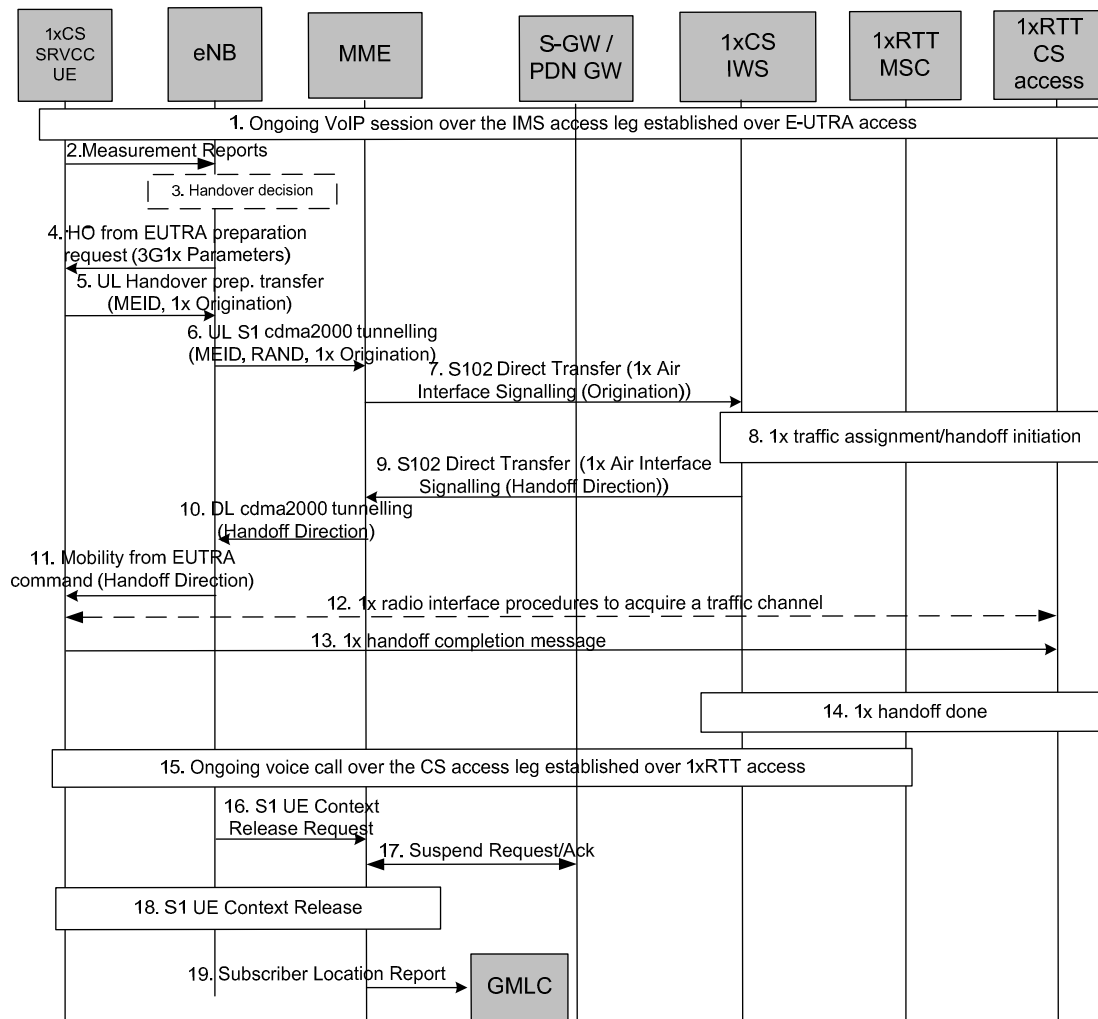 1xCS
SRVCC
UE
eNB
MME
S-GW /
PDN GW
1xCS
IWS
1xRTT
MSC
1xRTT
CS
access
1. Ongoing VoIP session over the IMS access leg established over E-UTRA access
2.Measurement Reports
3. Handover decision
4. HO from EUTRA preparation
request (3G1x Parameters)
5. UL Handover prep. transfer
(MEID, 1x Origination)
6. UL S1 cdma2000 tunnelling
(MEID, RAND, 1x Origination)
7. S102 Direct Transfer (1x Air
Interface Signalling (Origination))
8. 1x traffic assignment/handoff initiation
9. S102 Direct Transfer (1x Air Interface
Signalling (Handoff Direction))
10. DL cdma2000 tunnelling
(Handoff Direction)
11. Mobility from EUTRA
command (Handoff Direction)
12. 1x radio interface procedures to acquire a traffic channel
13. 1x handoff completion message
14. 1x handoff done
15. Ongoing voice call over the CS access leg established over 1xRTT access
16. S1 UE Context
Release Request
17. Suspend Request/Ack
18. S1 UE Context Release
19. Subscriber Location Report
GMLC